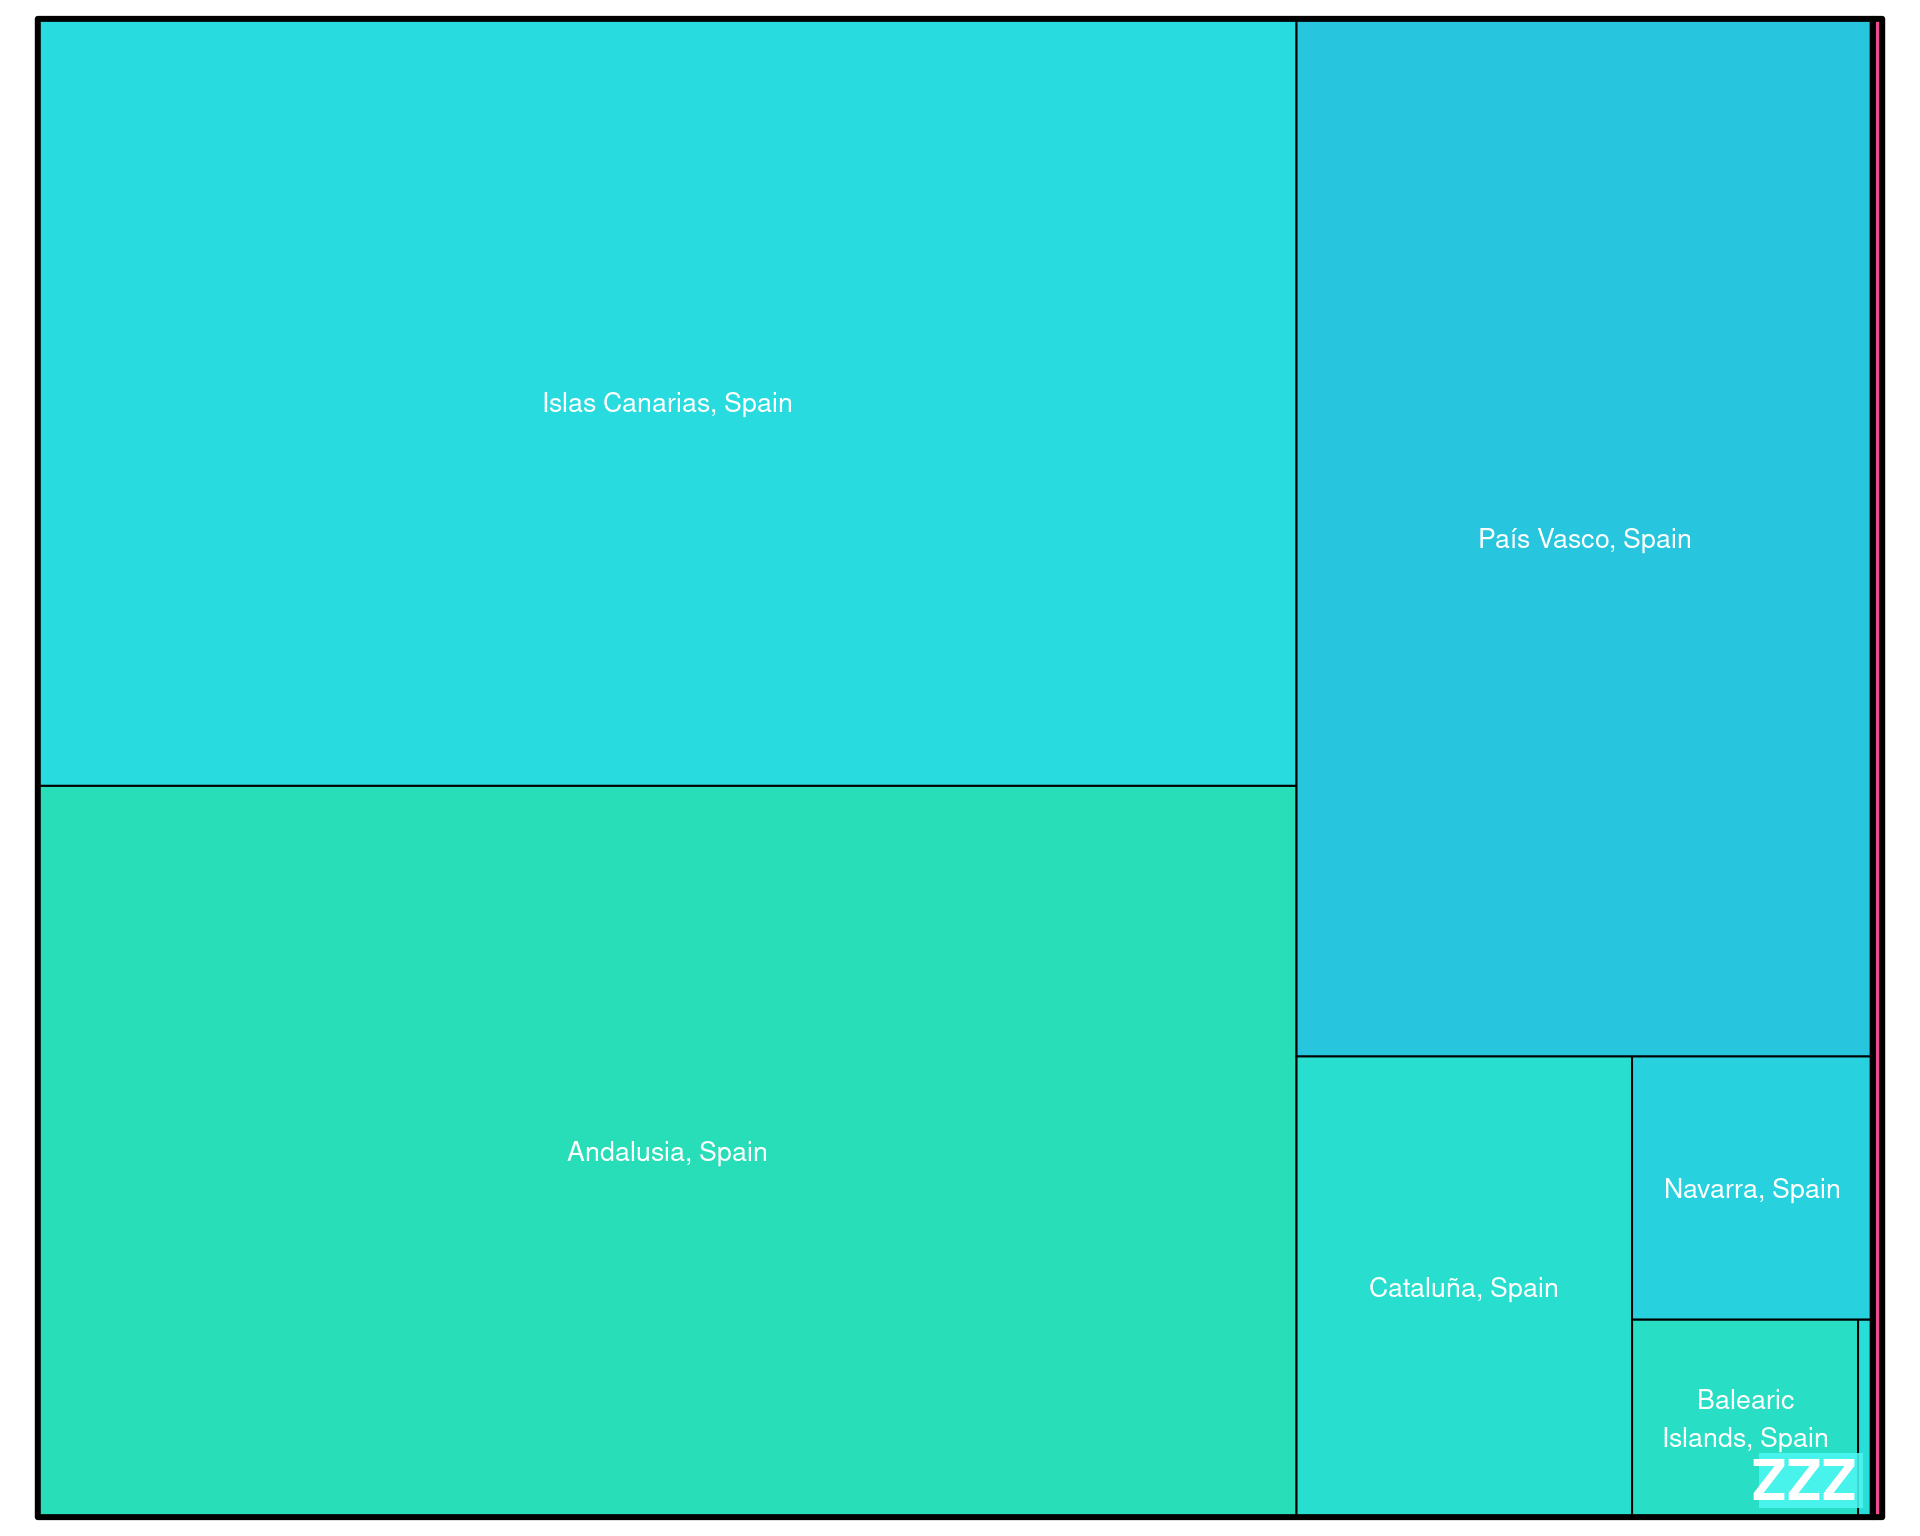 Islas Canarias, Spain
País Vasco, Spain
Andalusia, Spain
Navarra, Spain
Cataluña, Spain
Balearic
Islands, Spain
ZZZ